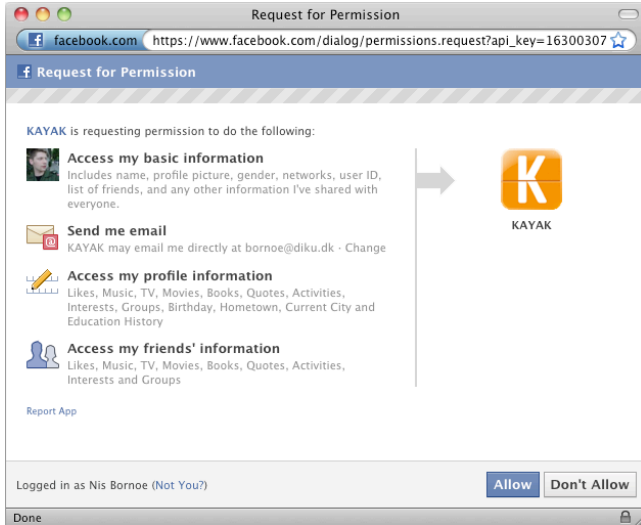 Request for Permission
facebook.com https://www.facebook.com/dialog/permissions.request?api_key=16300307
Request for Permission
KAYAK is requesting permission to do the following:
Access my basic information
Includes name, profile picture, gender, networks, user ID,
list of friends, and any other information I've shared with
everyone.
Send me email
KAYAK may email me directly at bornoe@diku.dk · Change
Access my profile information
Likes, Music, TV, Movies, Books, Quotes, Activities,
Interests, Groups, Birthday, Hometown, Current City and
Education History
Access my friends' information
Likes, Music, TV, Movies, Books, Quotes, Activities,
Interests and Groups
Report App
K
KAYAK
Logged in as Nis Bornoe (Not You?)
Allow Don't Allow
Done